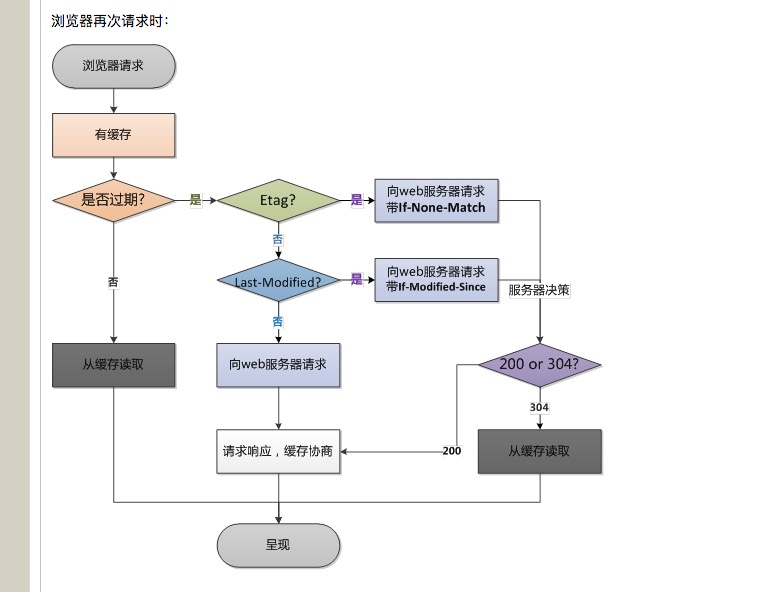 浏览器再次请求时：
浏览器请求
有缓存
是否过期?
是
Etag?
是
向web服务器请求
带If-None-Match
否
否
Last-Modified?
是
向web服务器请求
带If-Modified-Since
服务器决策
否
从缓存读取
向web服务器请求
200 or 304?
304
请求响应，缓存协商
200
从缓存读取
呈现